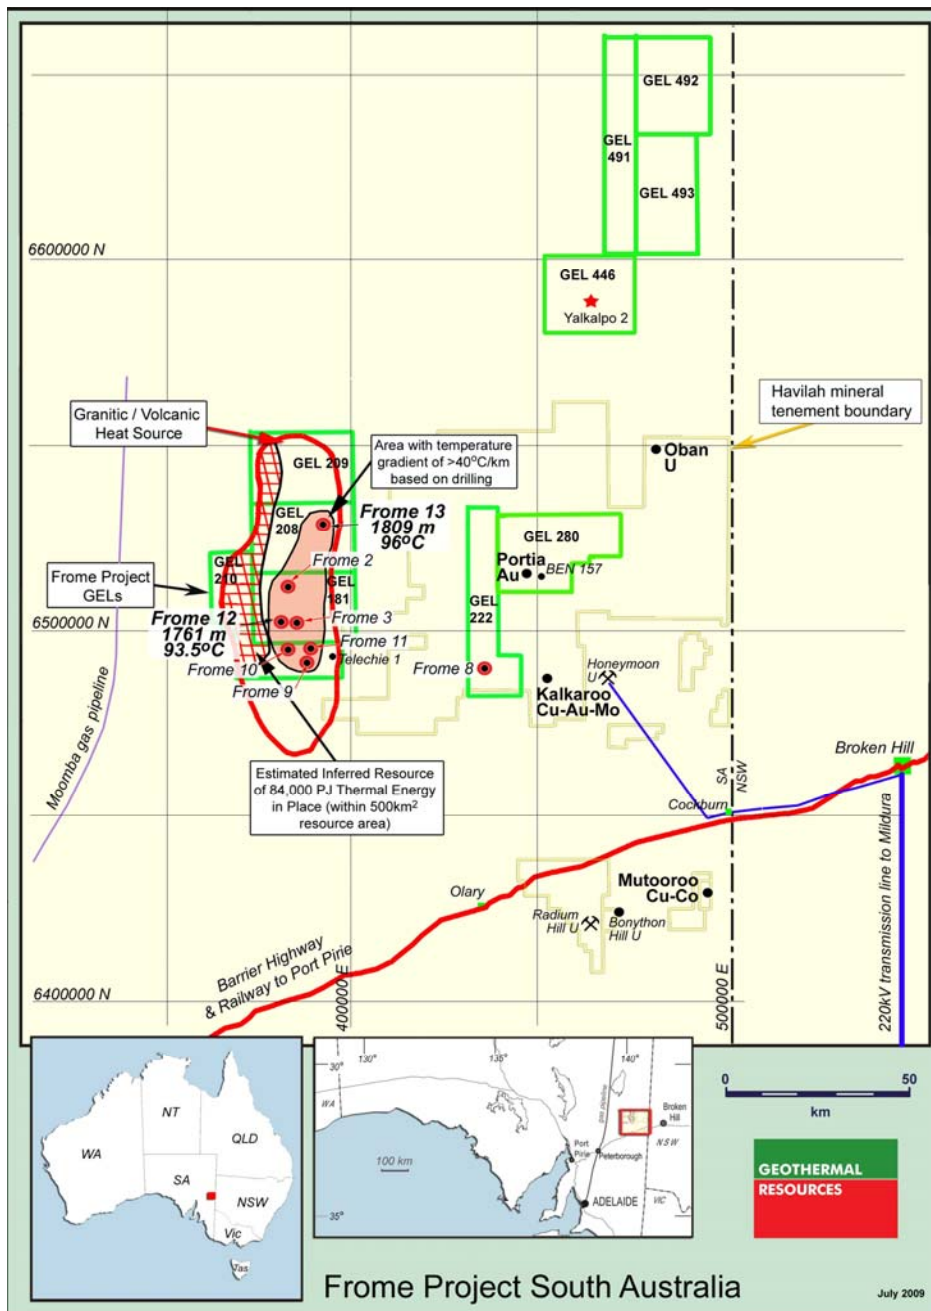 GEL 492
GEL
491
GEL 493
6600000 N
GEL 446
Yalkalpo 2
Havilah mineral
tenement boundary
Granitic / Volcanic
Heat Source
Area with temperature
gradient of >40°C/km
based on drilling
Oban
U
GEL 209
GEL
208
Frome 13
1809 m
96°C
GEL 280
GEL
210
Frome 2
Portia
Au
BEN 157
GEL
181
Frome Project
GELs
GEL
222
Frome 12
1761 m
93.5°C
Frome 3
6500000 N
Frome 11
Telechie 1
Frome 10
Frome 9
Frome 8
Honeymoon
U
Kalkaroo
Cu-Au-Mo
Moomba gas pipeline
Estimated Inferred Resource
of 84,000 PJ Thermal Energy
in Place (within 500km²
resource area)
Broken Hill
SA
NSW
Cockburn
220kV transmission line to Mildura
Mutooroo
Cu-Co
Olary
Radium
Hill U
Bonython
Hill U
Barrier Highway
& Railway to Port Pirie
400000 E
500000 E
6400000 N
WA
NT
QLD
SA
NSW
Vic
Tas
130°
135°
140°
30°
WA
gas pipeline
Broken
Hill
NSW
Port
Pirie
Peterborough
100 km
ADELAIDE
VIC
35°
0
50
km
GEOTHERMAL
RESOURCES
Frome Project South Australia
July 2009